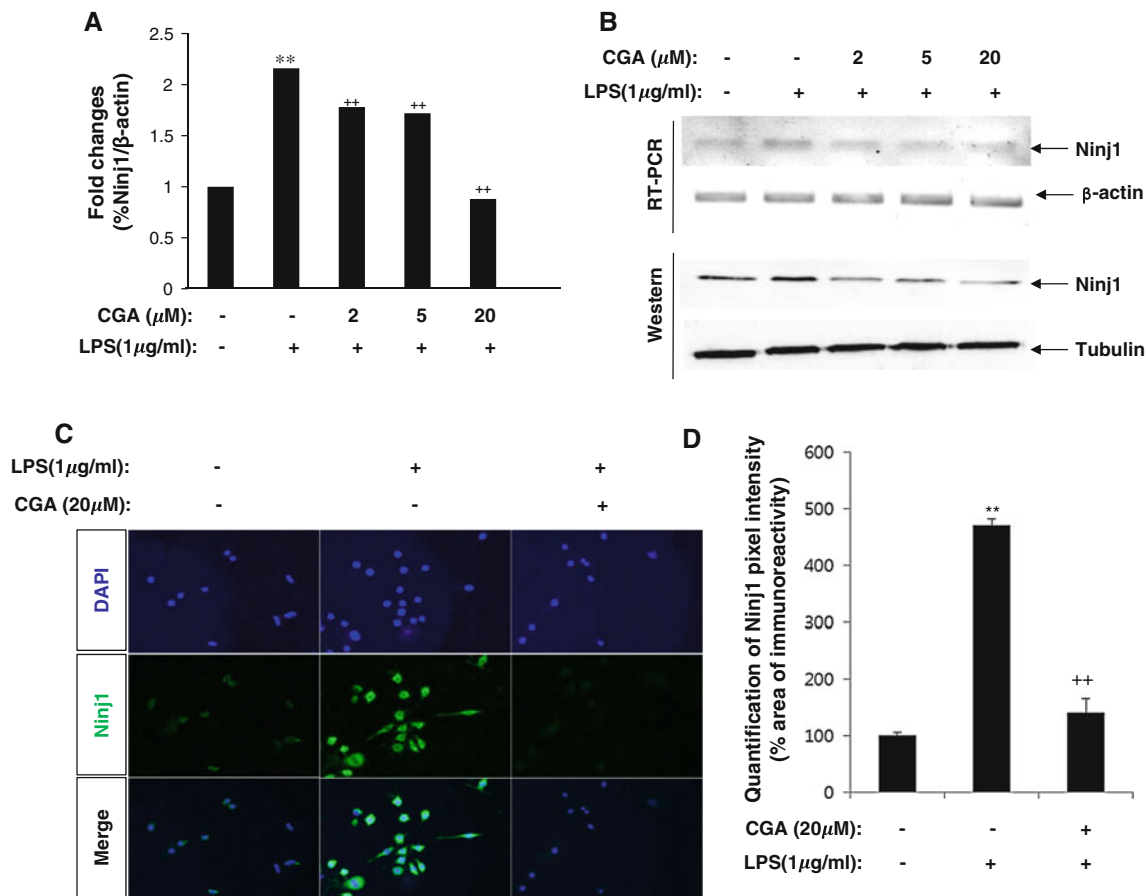 A
Fold changes
(%Ninj1/β-actin)
2.5
2
1.5
1
0.5
0
**
++
++
++
CGA (μM): - - 2 5 20
LPS(1μg/ml): - + + + +
B
CGA (μM): - - 2 5 20
LPS(1μg/ml): - + + + +
RT-PCR
Ninj1
β-actin
Western
Ninj1
Tubulin
C
LPS(1μg/ml): - + +
CGA (20μM): - - +
DAPI
Ninj1
Merge
D
Quantification of Ninj1 pixel intensity
(% area of immunoreactivity)
600
500
400
300
200
100
0
**
++
CGA (20μM): - - +
LPS(1μg/ml): - + +